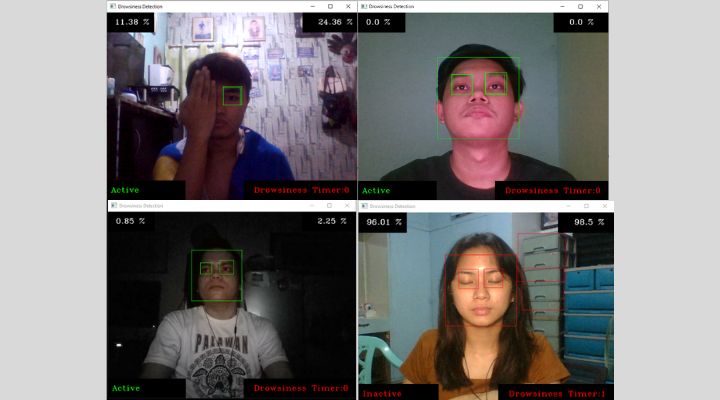 Drowsiness Detection
11.38 %
24.36 %
Active
Drowsiness Timer:0
Drowsiness Detection
0.0 %
0.0 %
Active
Drowsiness Timer:0
Drowsiness Detection
0.85 %
2.25 %
PALAWAN
Active
Drowsiness Timer:0
Drowsiness Detection
96.01 %
98.5 %
Inactive
Drowsiness Timer:1